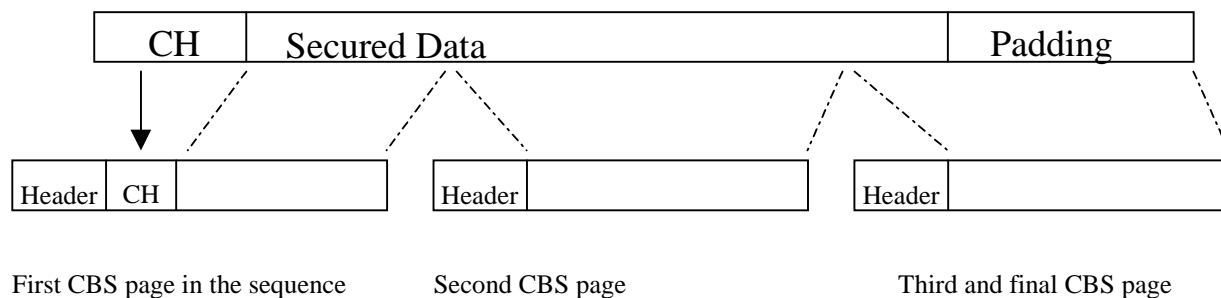 CH Secured Data Padding
Header CH Header Header
First CBS page in the sequence Second CBS page Third and final CBS page